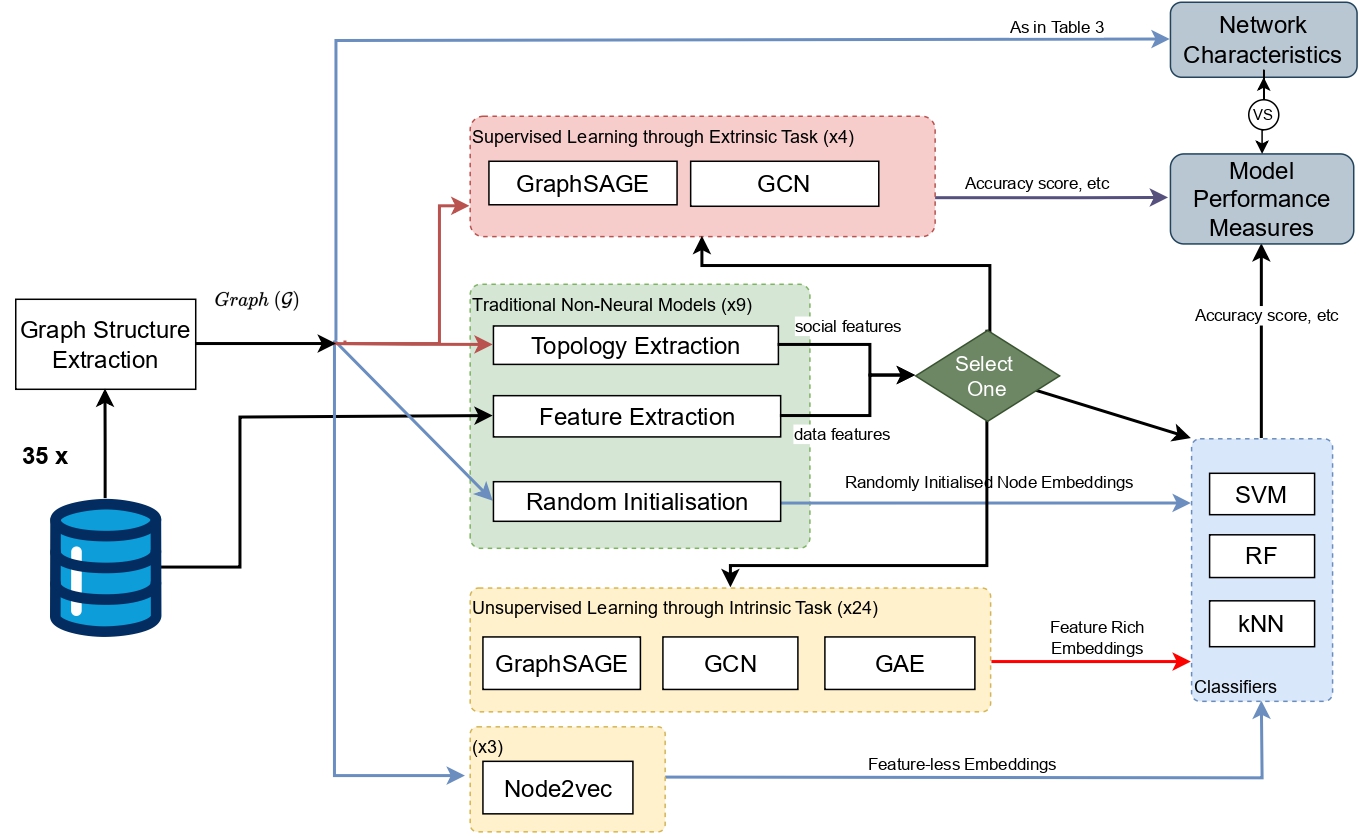 As in Table 3
Network
Characteristics
VS
Supervised Learning through Extrinsic Task (x4)
GraphSAGE
GCN
Accuracy score, etc
Model
Performance
Measures
Graph Structure
Extraction
Graph (𝒢)
Traditional Non-Neural Models (x9)
Topology Extraction
social features
Feature Extraction
data features
Random Initialisation
Select
One
Accuracy score, etc
35 x
Randomly Initialised Node Embeddings
SVM
RF
kNN
Classifiers
Unsupervised Learning through Intrinsic Task (x24)
GraphSAGE
GCN
GAE
Feature Rich
Embeddings
(x3)
Node2vec
Feature-less Embeddings